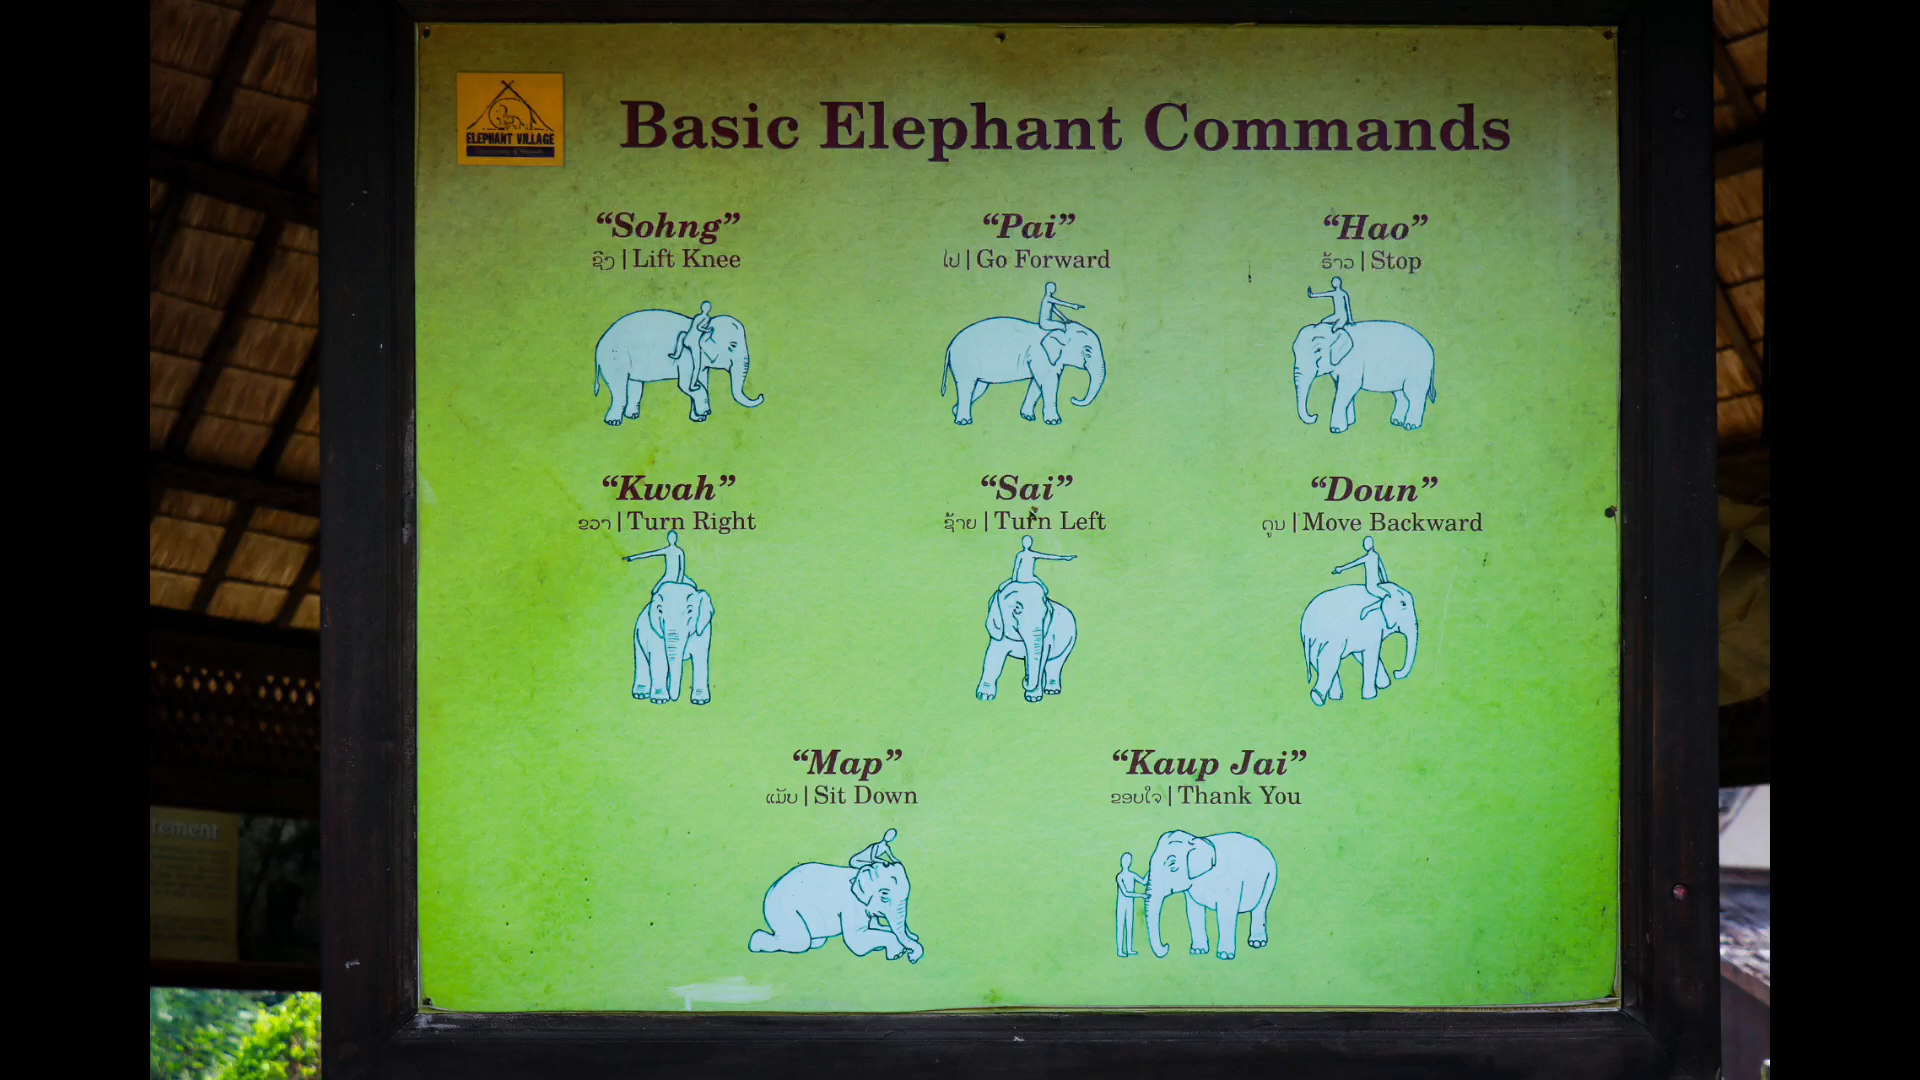 ELEPHANT VILLAGE
Basic Elephant Commands
“Sohng”
ຊົງ | Lift Knee
“Pai”
ໄປ | Go Forward
“Hao”
ຮ້າວ | Stop
“Kwah”
ຂວາ | Turn Right
“Sai”
ຊ້າຍ | Turn Left
“Doun”
ດູນ | Move Backward
“Map”
ແມັບ | Sit Down
“Kaup Jai”
ຂອບໃຈ | Thank You